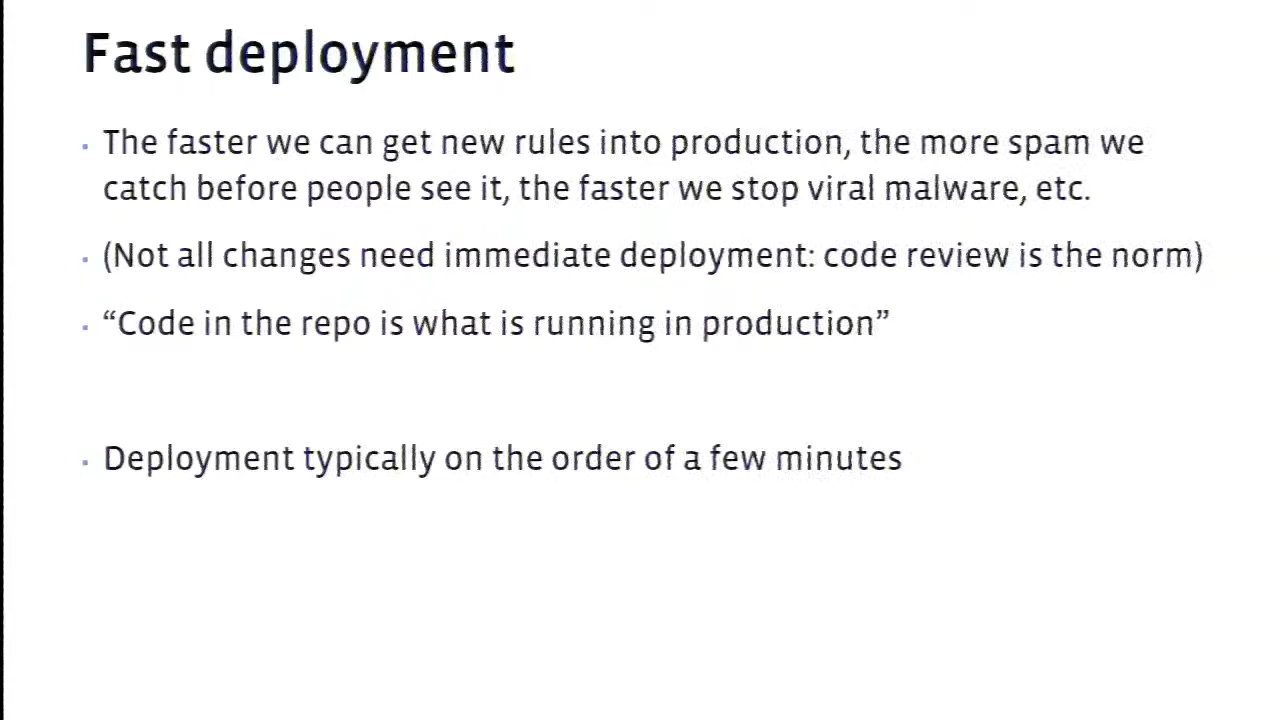 Fast deployment
· The faster we can get new rules into production, the more spam we
catch before people see it, the faster we stop viral malware, etc.
· (Not all changes need immediate deployment: code review is the norm)
· “Code in the repo is what is running in production”
· Deployment typically on the order of a few minutes